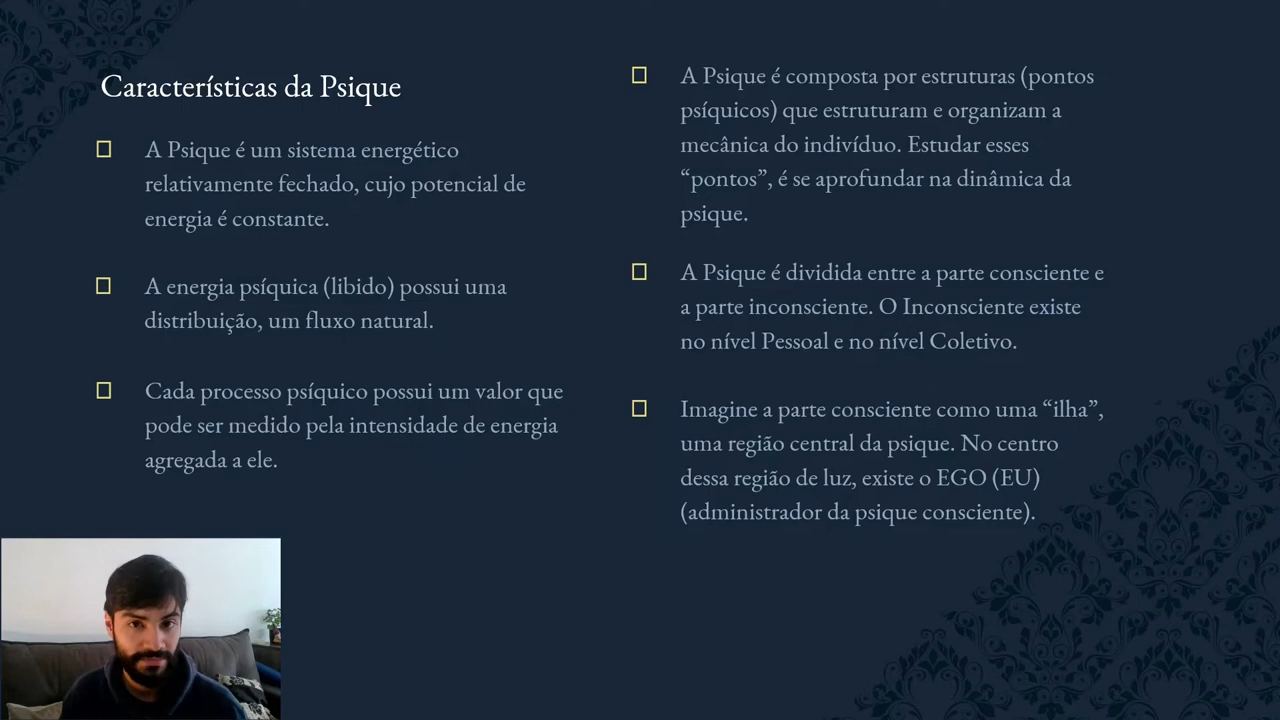 Características da Psique
A Psique é um sistema energético
relativamente fechado, cujo potencial de
energia é constante.
A energia psíquica (libido) possui uma
distribuição, um fluxo natural.
Cada processo psíquico possui um valor que
pode ser medido pela intensidade de energia
agregada a ele.
A Psique é composta por estruturas (pontos
psíquicos) que estruturam e organizam a
mecânica do indivíduo. Estudar esses
“pontos”, é se aprofundar na dinâmica da
psique.
A Psique é dividida entre a parte consciente e
a parte inconsciente. O Inconsciente existe
no nível Pessoal e no nível Coletivo.
Imagine a parte consciente como uma “ilha”,
uma região central da psique. No centro
dessa região de luz, existe o EGO (EU)
(administrador da psique consciente).